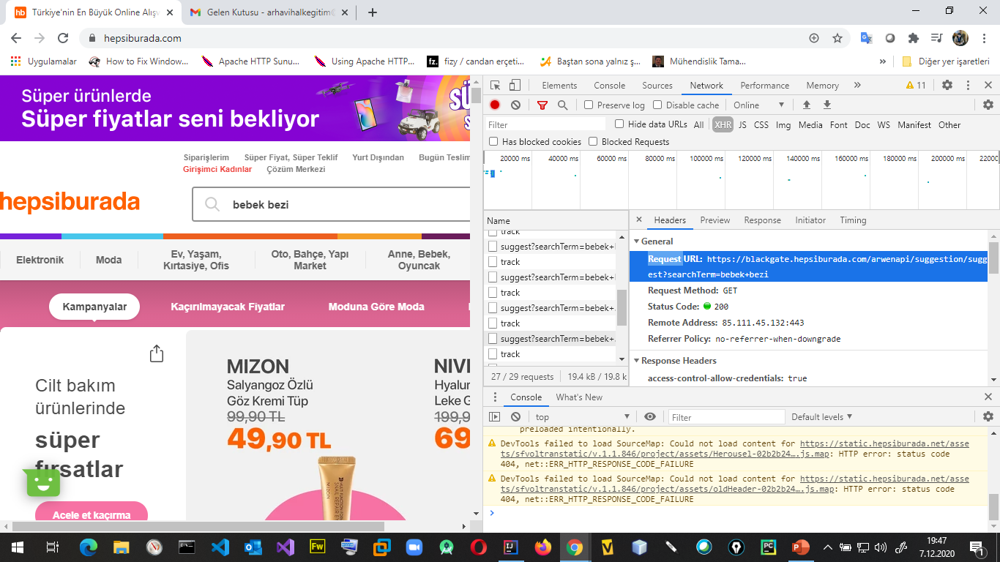 hb Türkiye'nin En Büyük Online Alışv
Gelen Kutusu - arhavihalkegitim
hepsiburada.com
Uygulamalar
How to Fix Window...
Apache HTTP Sunu...
Using Apache HTTP...
fz. fizy / candan erçeti...
Baştan sona yalnız ş...
Mühendislik Tama...
»
Diğer yer işaretleri
Süper ürünlerde
Süper fiyatlar seni bekliyor
Siparişlerim
Süper Fiyat, Süper Teklif
Yurt Dışından
Bugün Teslim
Girişimci Kadınlar
Çözüm Merkezi
hepsiburada
bebek bezi
Elektronik
Moda
Ev, Yaşam,
Kırtasiye, Ofis
Oto, Bahçe, Yapı
Market
Anne, Bebek,
Oyuncak
Kampanyalar
Kaçırılmayacak Fiyatlar
Moduna Göre Moda
Cilt bakım
ürünlerinde
süper
fırsatlar
Acele et kaçırma
MIZON
Salyangoz Özlü
Göz Kremi Tüp
99,90 TL
49,90 TL
NIVE
Hyalur
Leke G
199,9
69
MIZON
Elements
Console
Sources
Network
Performance
Memory
»
11
Preserve log
Disable cache
Online
Filter
Hide data URLs
All
XHR
JS
CSS
Img
Media
Font
Doc
WS
Manifest
Other
Has blocked cookies
Blocked Requests
20000 ms
40000 ms
60000 ms
80000 ms
100000 ms
120000 ms
140000 ms
160000 ms
180000 ms
200000 ms
22000
Name
track
suggest?searchTerm=bebek+
track
suggest?searchTerm=bebek+
track
suggest?searchTerm=bebek+.
track
suggest?searchTerm=bebek+.
track
27 / 29 requests
19.4 kB / 19.8 k
Headers
Preview
Response
Initiator
Timing
General
Request URL: https://blackgate.hepsiburada.com/arwenapi/suggestion/sugg
est?searchTerm=bebek+bezi
Request Method: GET
Status Code: 200
Remote Address: 85.111.45.132:443
Referrer Policy: no-referrer-when-downgrade
Response Headers
access-control-allow-credentials: true
Console
What's New
top
Filter
Default levels
preloaded intentionally.
DevTools failed to load SourceMap: Could not load content for https://static.hepsiburada.net/asse
ts/sfvoltranstatic/v.1.1.846/project/assets/Herousel-02b2b24….js.map: HTTP error: status code
404, net::ERR_HTTP_RESPONSE_CODE_FAILURE
DevTools failed to load SourceMap: Could not load content for https://static.hepsiburada.net/asse
ts/sfvoltranstatic/v.1.1.846/project/assets/oldHeader-02b2b24….js.map: HTTP error: status code
404, net::ERR_HTTP_RESPONSE_CODE_FAILURE
Fw
IJ
PC
19:47
7.12.2020
1